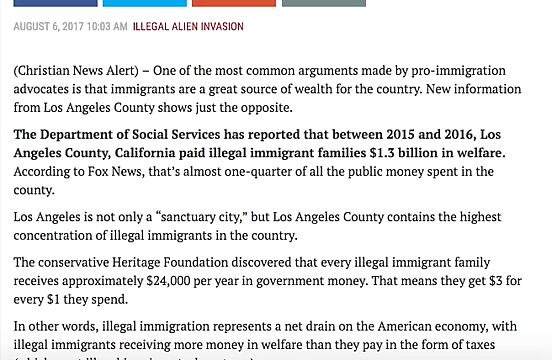 AUGUST 6, 2017 10:03 AM ILLEGAL ALIEN INVASION
(Christian News Alert) – One of the most common arguments made by pro-immigration
advocates is that immigrants are a great source of wealth for the country. New information
from Los Angeles County shows just the opposite.
The Department of Social Services has reported that between 2015 and 2016, Los
Angeles County, California paid illegal immigrant families $1.3 billion in welfare.
According to Fox News, that's almost one-quarter of all the public money spent in the
county.
Los Angeles is not only a "sanctuary city," but Los Angeles County contains the highest
concentration of illegal immigrants in the country.
The conservative Heritage Foundation discovered that every illegal immigrant family
receives approximately $24,000 per year in government money. That means they get $3 for
every $1 they spend.
In other words, illegal immigration represents a net drain on the American economy, with
illegal immigrants receiving more money in welfare than they pay in the form of taxes